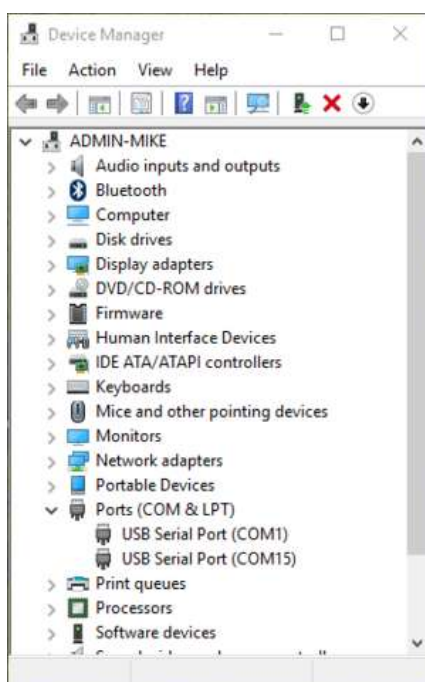 Device Manager
File Action View Help
ADMIN-MIKE
Audio inputs and outputs
Bluetooth
Computer
Disk drives
Display adapters
DVD/CD-ROM drives
Firmware
Human Interface Devices
IDE ATA/ATAPI controllers
Keyboards
Mice and other pointing devices
Monitors
Network adapters
Portable Devices
Ports (COM & LPT)
USB Serial Port (COM1)
USB Serial Port (COM15)
Print queues
Processors
Software devices